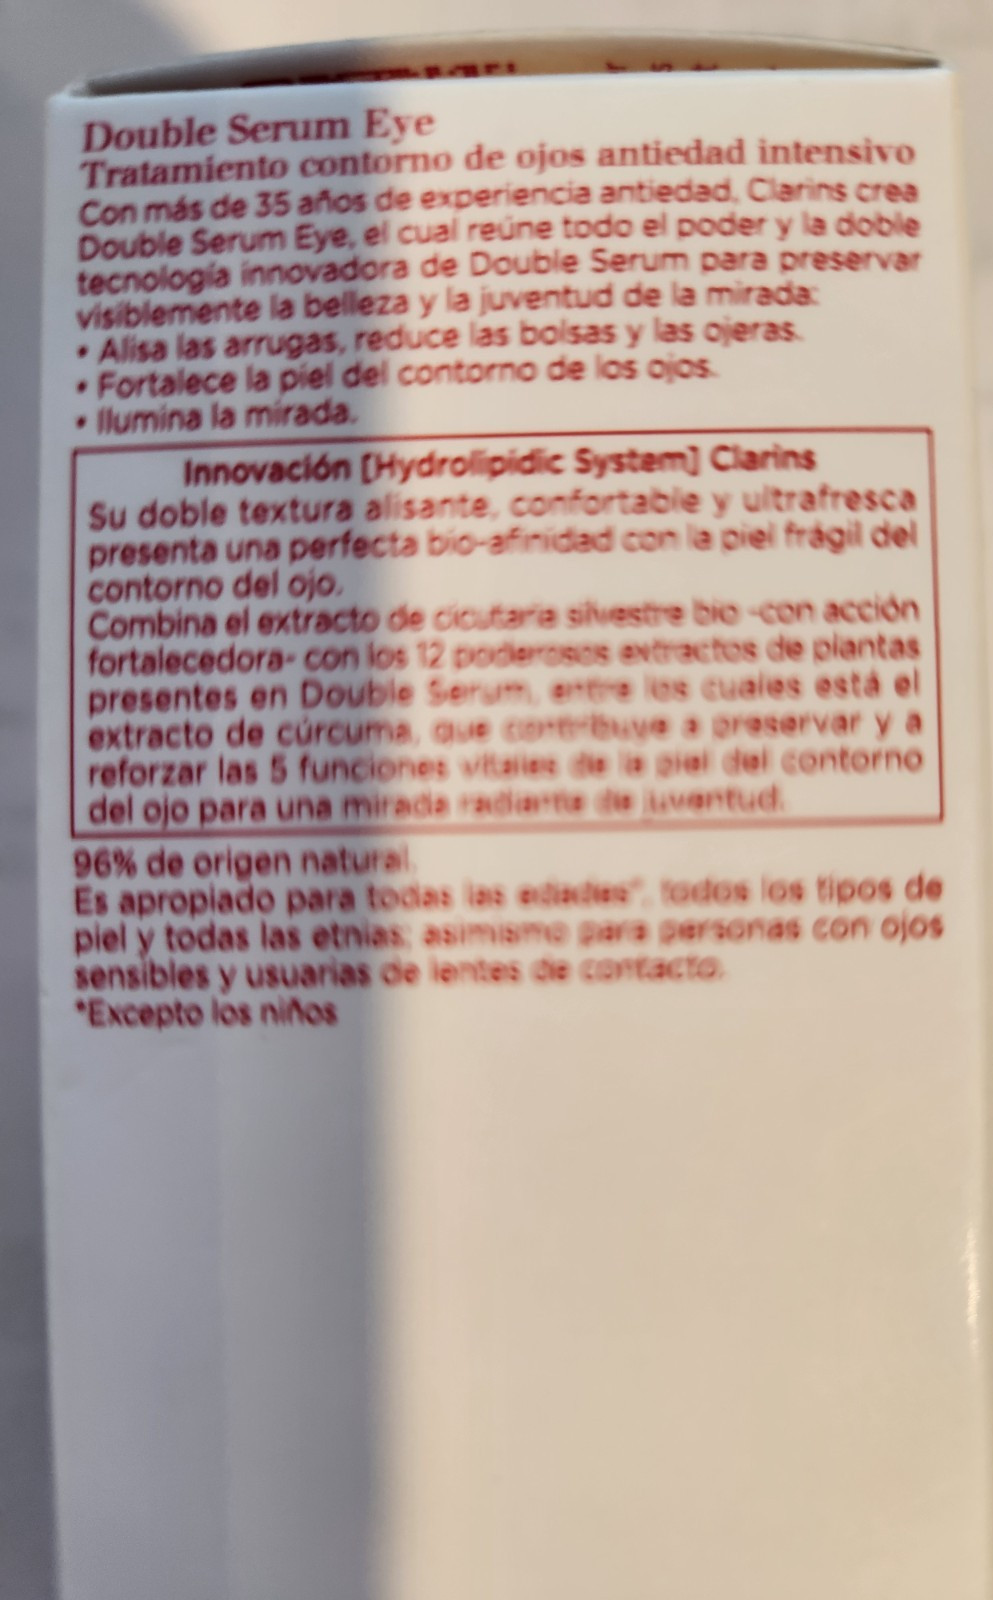 Double Serum Eye
Tratamiento contorno de ojos antiedad intensivo
Con más de 35 años de experiencia antiedad, Clarins crea
Double Serum Eye, el cual reúne todo el poder y la doble
tecnología innovadora de Double Serum para preservar
visiblemente la belleza y la juventud de la mirada:
• Alisa las arrugas, reduce las bolsas y las ojeras.
• Fortalece la piel del contorno de los ojos.
• Ilumina la mirada.
Innovación [Hydrolipidic System] Clarins
Su doble textura alisante, confortable y ultrafresca
presenta una perfecta bio-afinidad con la piel frágil del
contorno del ojo.
Combina el extracto de cicutaria silvestre bio -con acción
fortalecedora- con los 12 poderosos extractos de plantas
presentes en Double Serum, entre los cuales está el
extracto de cúrcuma, que contribuye a preservar y a
reforzar las 5 funciones vitales de la piel del contorno
del ojo para una mirada radiante de juventud.
96% de origen natural.
Es apropiado para todas las edades*, todos los tipos de
piel y todas las etnias; asimismo para personas con ojos
sensibles y usuarias de lentes de contacto.
*Excepto los niños